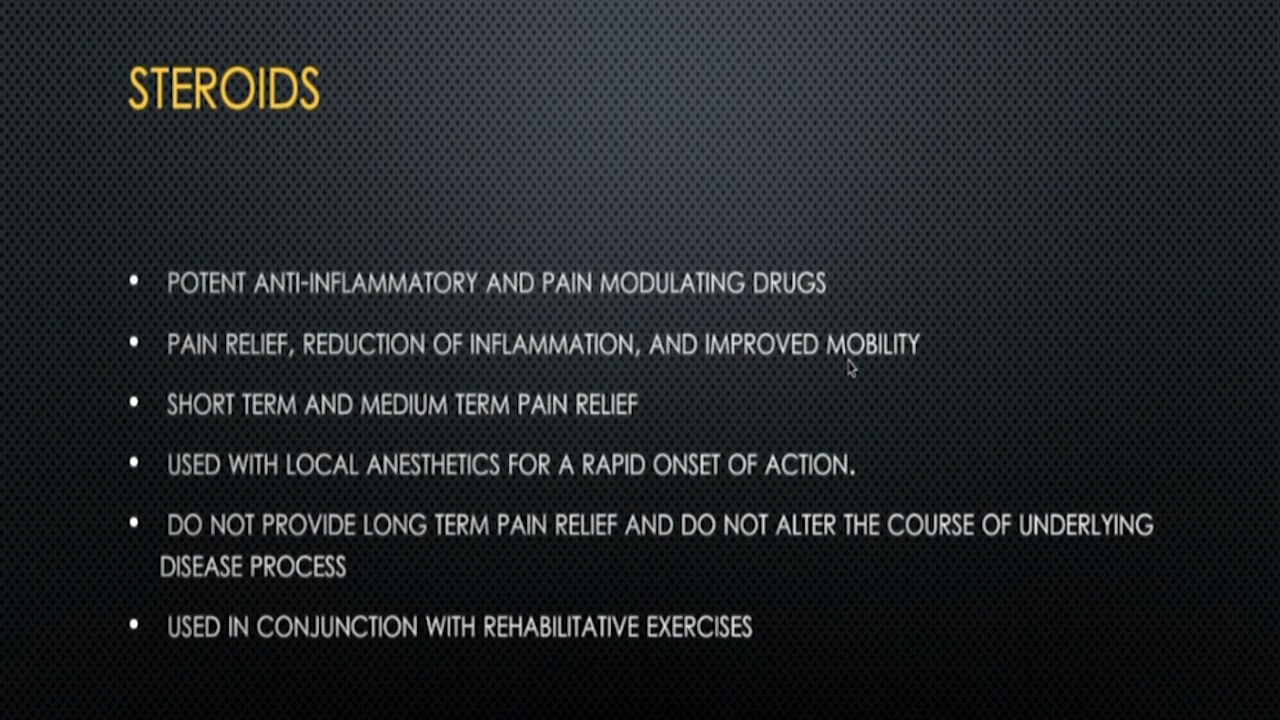 STEROIDS
• POTENT ANTI-INFLAMMATORY AND PAIN MODULATING DRUGS
• PAIN RELIEF, REDUCTION OF INFLAMMATION, AND IMPROVED MOBILITY
• SHORT TERM AND MEDIUM TERM PAIN RELIEF
• USED WITH LOCAL ANESTHETICS FOR A RAPID ONSET OF ACTION.
• DO NOT PROVIDE LONG TERM PAIN RELIEF AND DO NOT ALTER THE COURSE OF UNDERLYING
DISEASE PROCESS
• USED IN CONJUNCTION WITH REHABILITATIVE EXERCISES